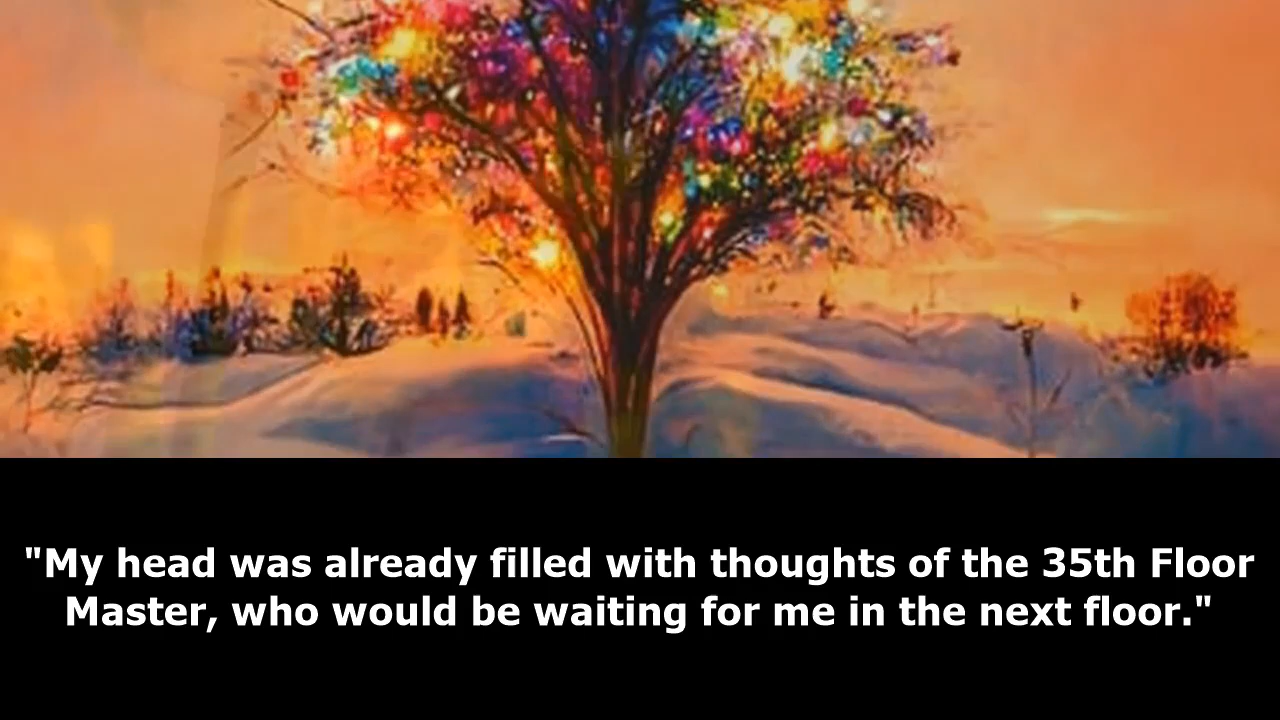 "My head was already filled with thoughts of the 35th Floor
Master, who would be waiting for me in the next floor."